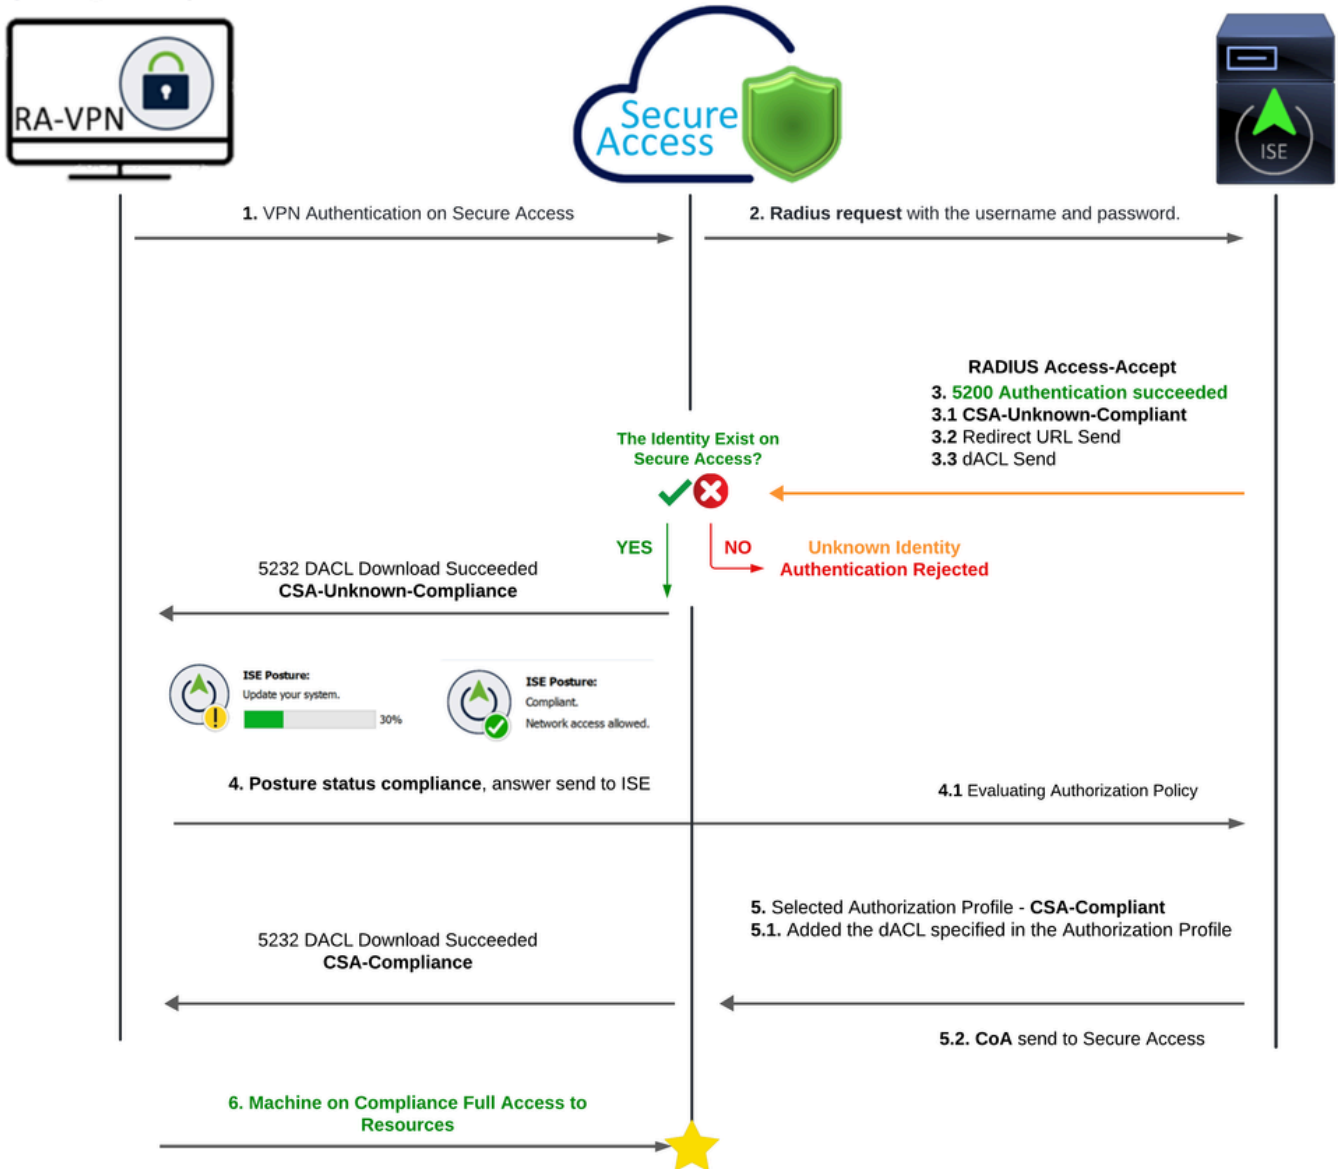 RA-VPN
Secure
Access
ISE
1. VPN Authentication on Secure Access
2. Radius request with the username and password.
RADIUS Access-Accept
3. 5200 Authentication succeeded
3.1 CSA-Unknown-Compliant
3.2 Redirect URL Send
3.3 dACL Send
The Identity Exist on
Secure Access?
YES
NO
Unknown Identity
Authentication Rejected
5232 DACL Download Succeeded
CSA-Unknown-Compliance
ISE Posture:
Update your system.
30%
ISE Posture:
Compliant.
Network access allowed.
4. Posture status compliance, answer send to ISE
4.1 Evaluating Authorization Policy
5. Selected Authorization Profile - CSA-Compliant
5.1. Added the dACL specified in the Authorization Profile
5232 DACL Download Succeeded
CSA-Compliance
5.2. CoA send to Secure Access
6. Machine on Compliance Full Access to
Resources